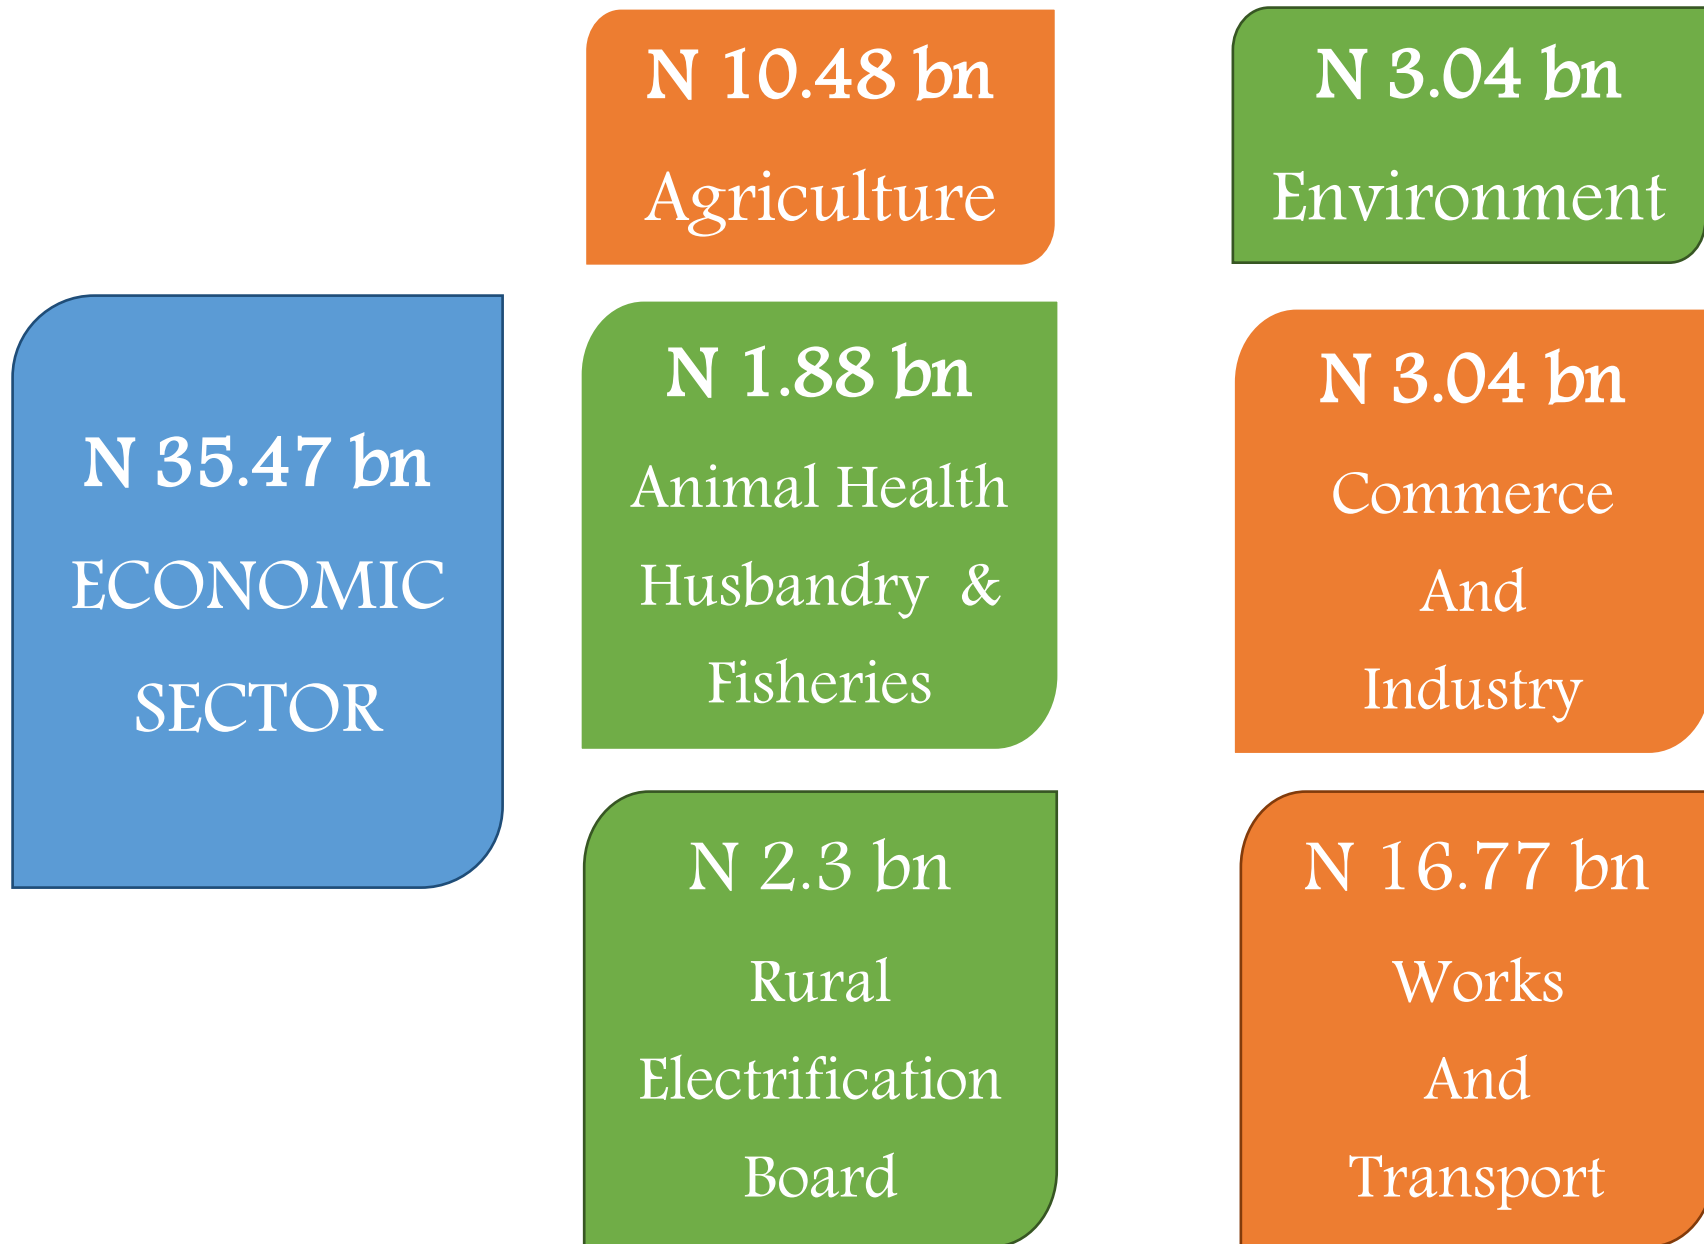 N 35.47 bn
ECONOMIC
SECTOR
N 10.48 bn
Agriculture
N 1.88 bn
Animal Health
Husbandry &
Fisheries
N 2.3 bn
Rural
Electrification
Board
N 3.04 bn
Environment
N 3.04 bn
Commerce
And
Industry
N 16.77 bn
Works
And
Transport